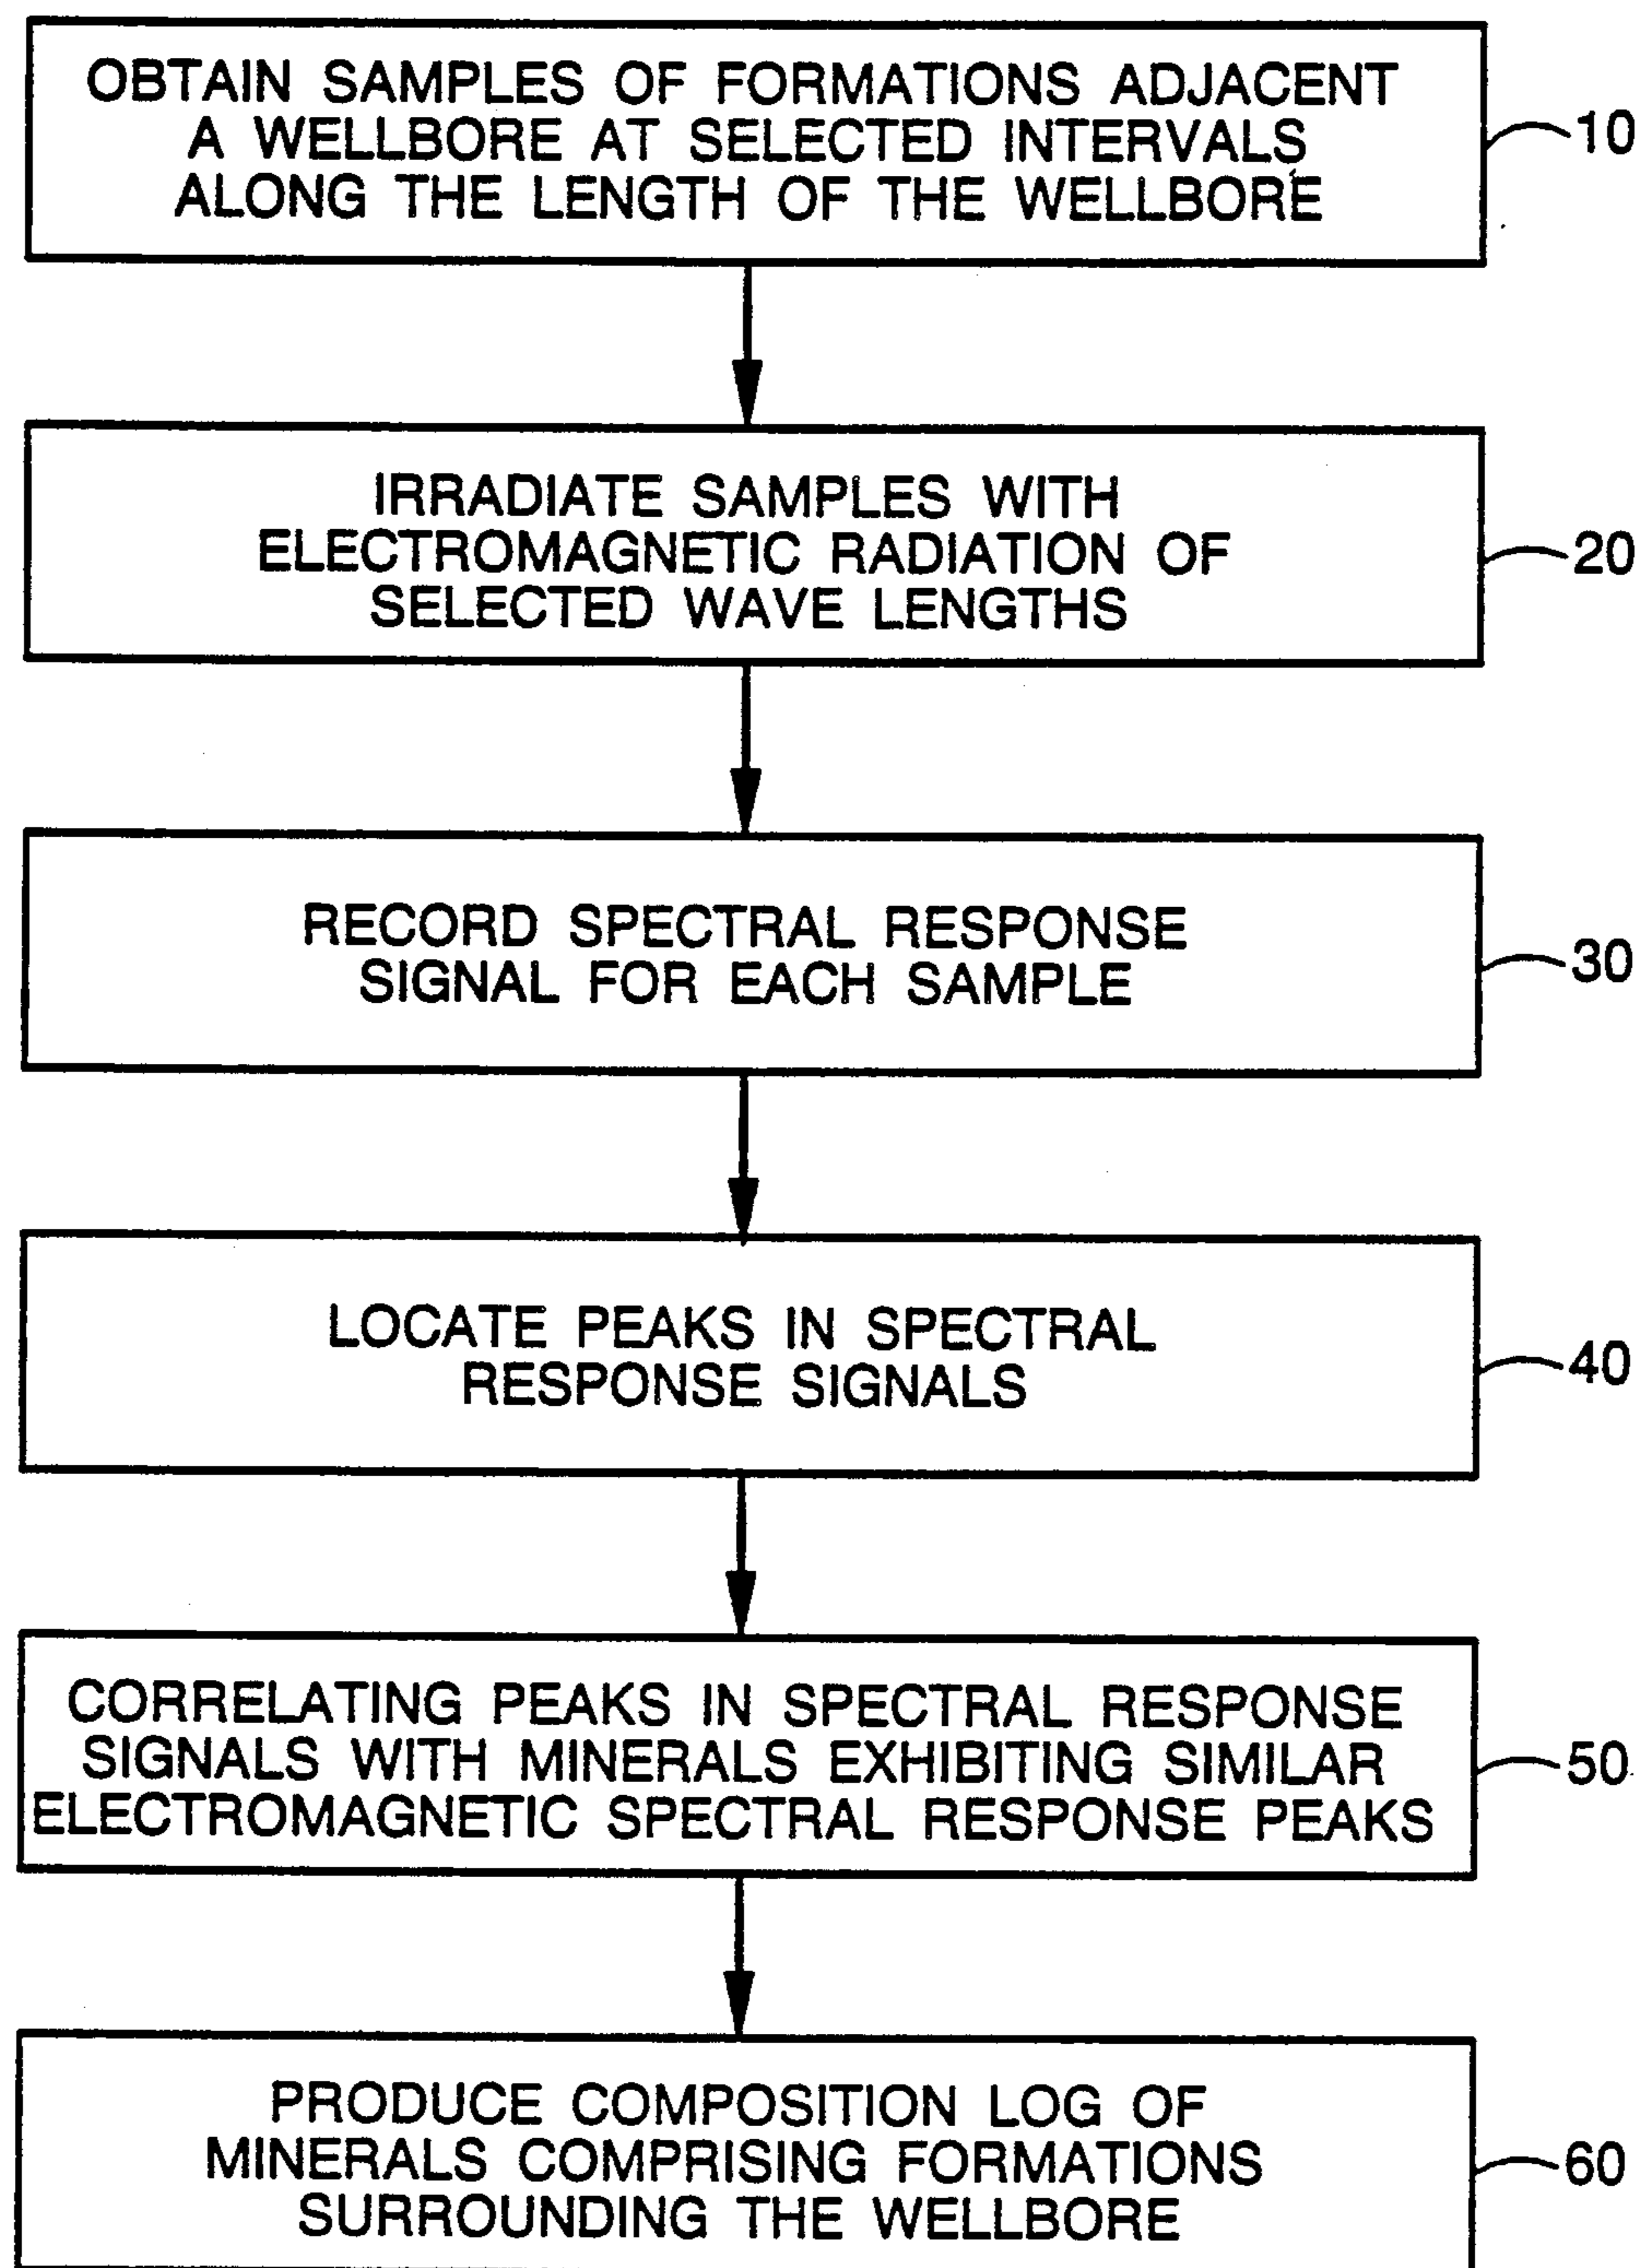 OBTAIN SAMPLES OF FORMATIONS ADJACENT
A WELLBORE AT SELECTED INTERVALS
ALONG THE LENGTH OF THE WELLBORE
10
IRRADIATE SAMPLES WITH
ELECTROMAGNETIC RADIATION OF
SELECTED WAVE LENGTHS
20
RECORD SPECTRAL RESPONSE
SIGNAL FOR EACH SAMPLE
30
LOCATE PEAKS IN SPECTRAL
RESPONSE SIGNALS
40
CORRELATING PEAKS IN SPECTRAL RESPONSE
SIGNALS WITH MINERALS EXHIBITING SIMILAR
ELECTROMAGNETIC SPECTRAL RESPONSE PEAKS
50
PRODUCE COMPOSITION LOG OF
MINERALS COMPRISING FORMATIONS
SURROUNDING THE WELLBORE
60